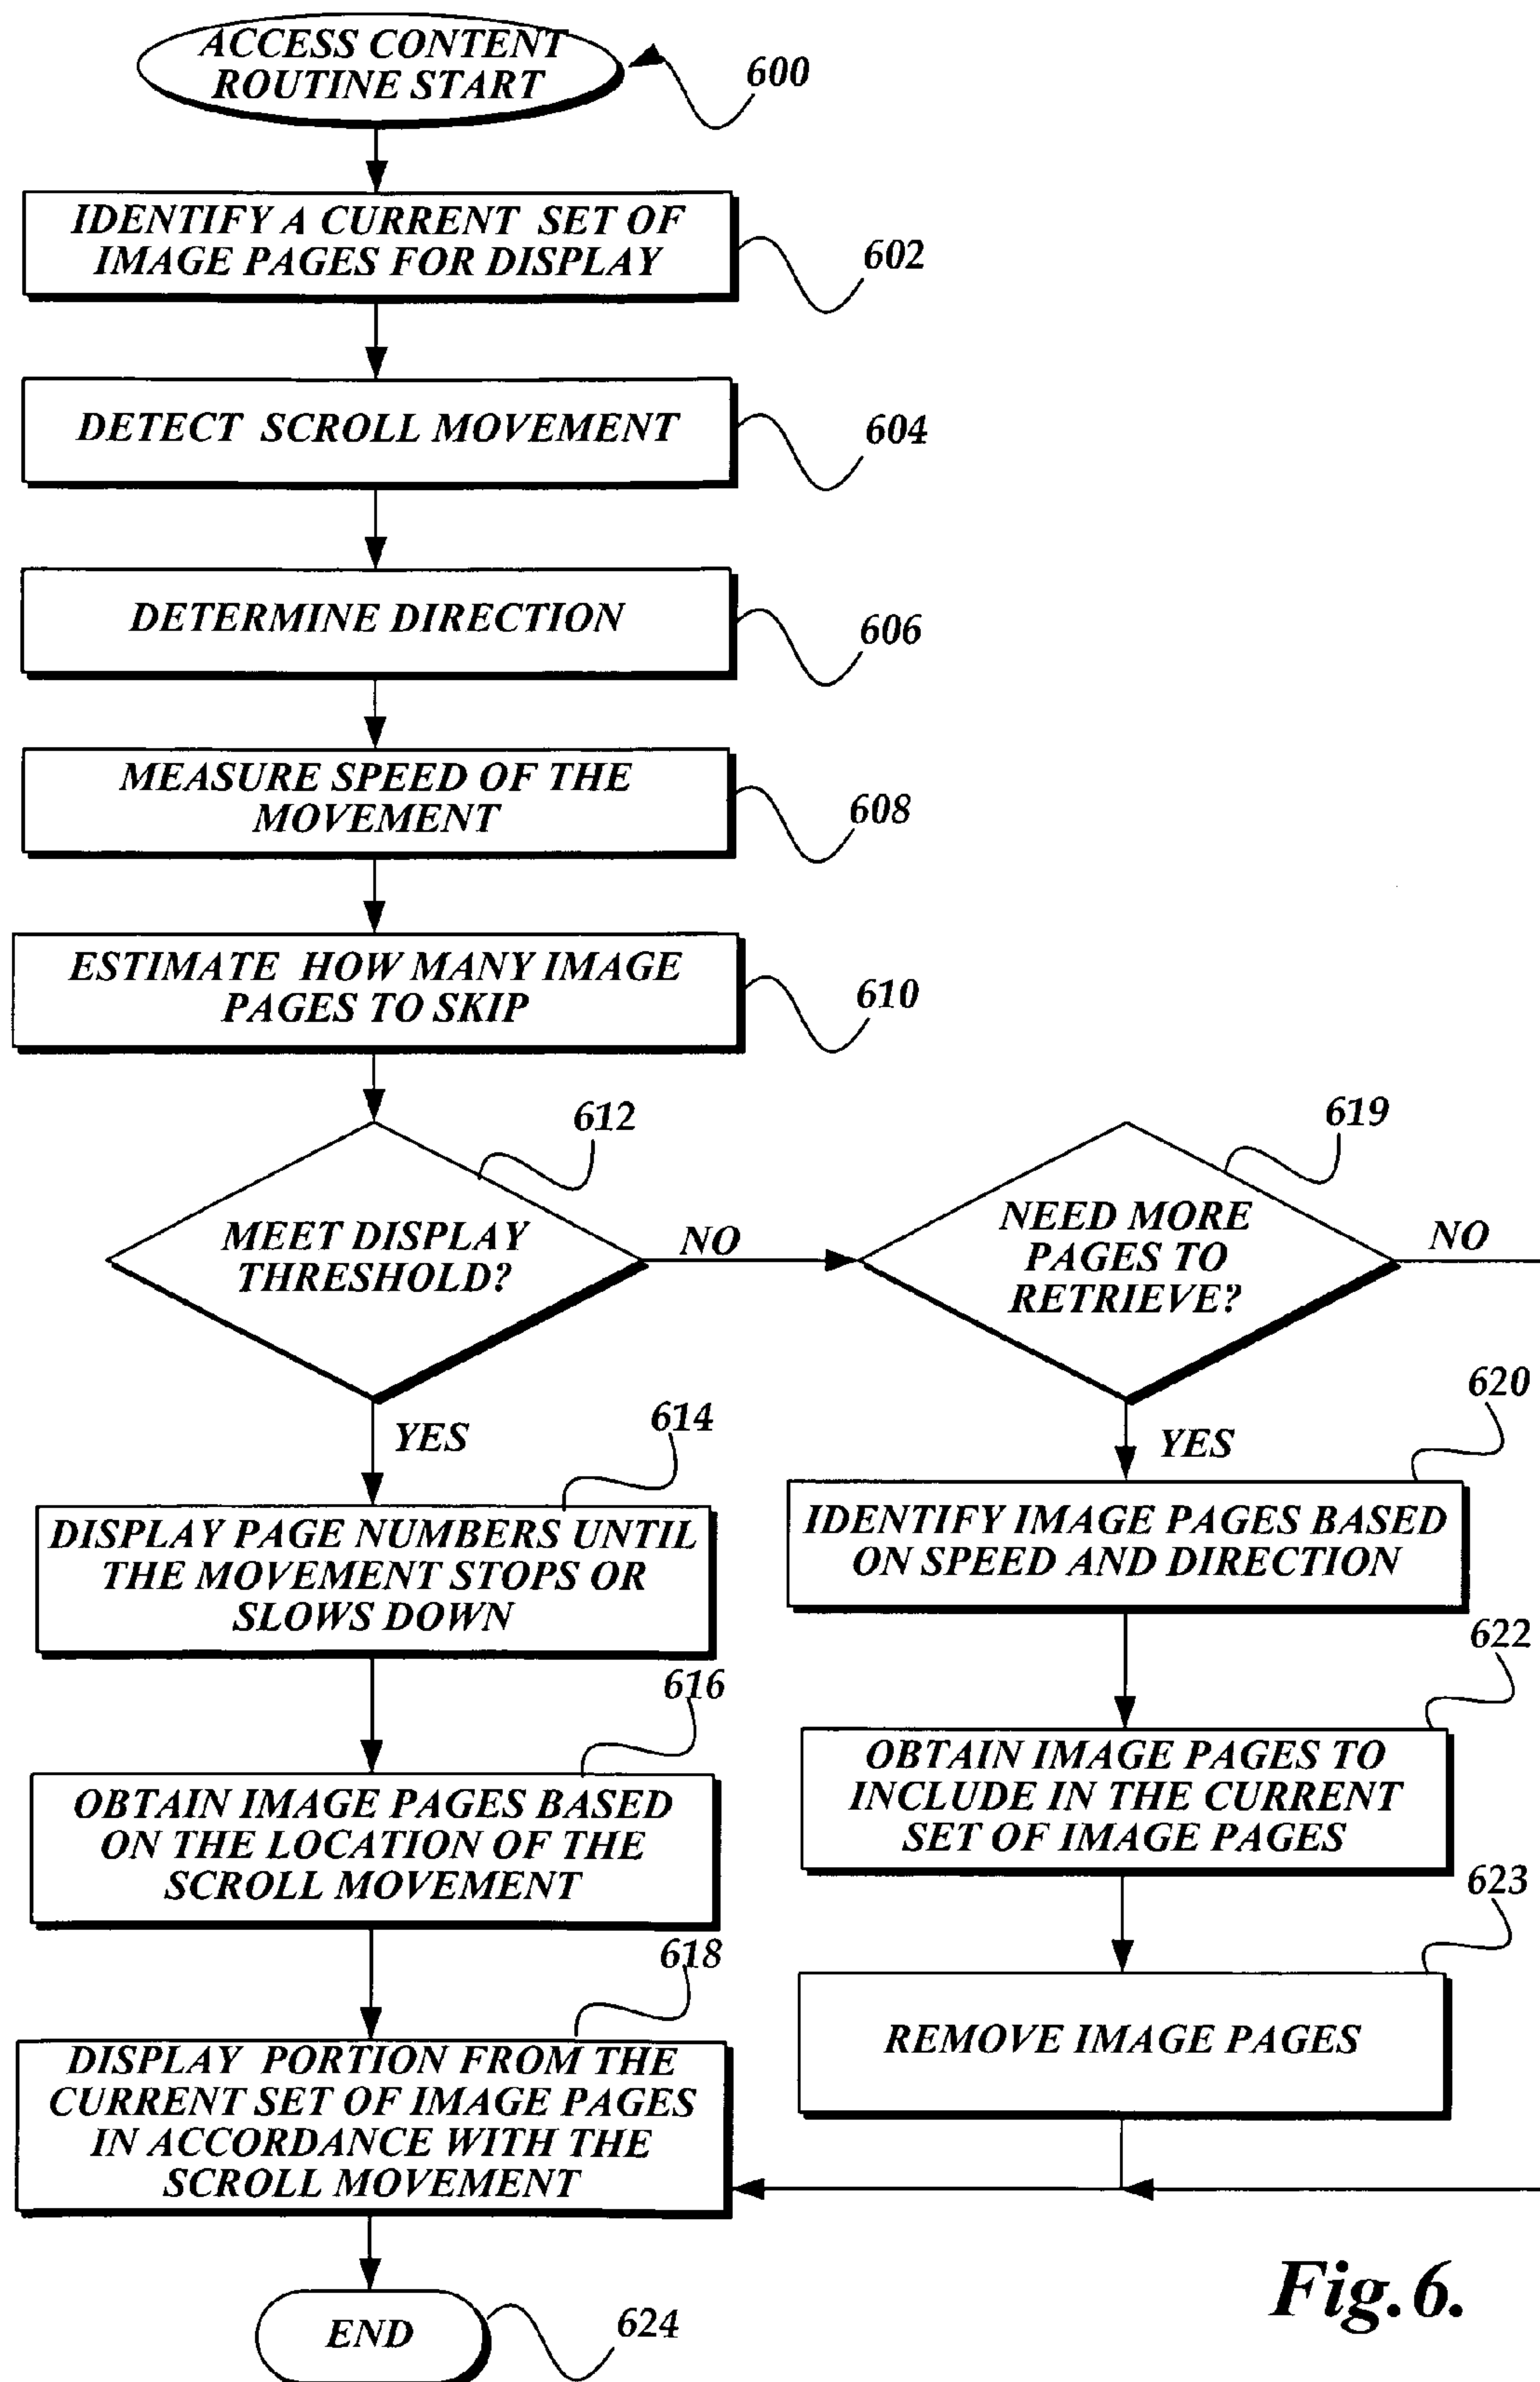 ACCESS CONTENT
ROUTINE START
600
IDENTIFY A CURRENT SET OF
IMAGE PAGES FOR DISPLAY
602
DETECT SCROLL MOVEMENT
604
DETERMINE DIRECTION
606
MEASURE SPEED OF THE
MOVEMENT
608
ESTIMATE HOW MANY IMAGE
PAGES TO SKIP
610
612
MEET DISPLAY
THRESHOLD?
NO
619
NEED MORE
PAGES TO
RETRIEVE?
NO
YES
614
DISPLAY PAGE NUMBERS UNTIL
THE MOVEMENT STOPS OR
SLOWS DOWN
616
OBTAIN IMAGE PAGES BASED
ON THE LOCATION OF THE
SCROLL MOVEMENT
618
DISPLAY PORTION FROM THE
CURRENT SET OF IMAGE PAGES
IN ACCORDANCE WITH THE
SCROLL MOVEMENT
YES
620
IDENTIFY IMAGE PAGES BASED
ON SPEED AND DIRECTION
622
OBTAIN IMAGE PAGES TO
INCLUDE IN THE CURRENT
SET OF IMAGE PAGES
623
REMOVE IMAGE PAGES
END
624
Fig.6.